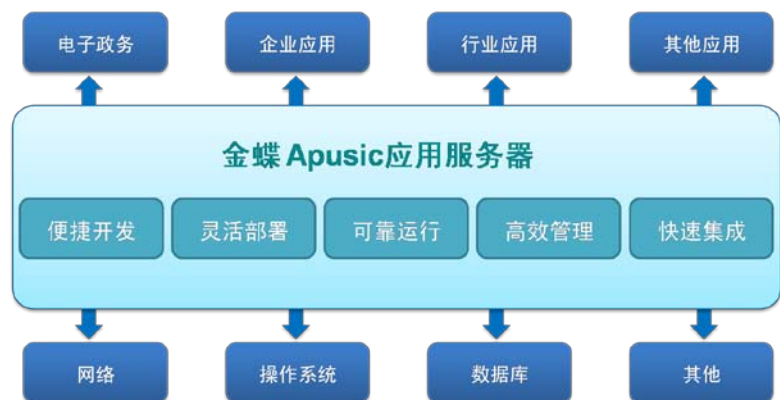 电子政务
企业应用
行业应用
其他应用
金蝶 Apusic应用服务器
便捷开发
灵活部署
可靠运行
高效管理
快速集成
网络
操作系统
数据库
其他